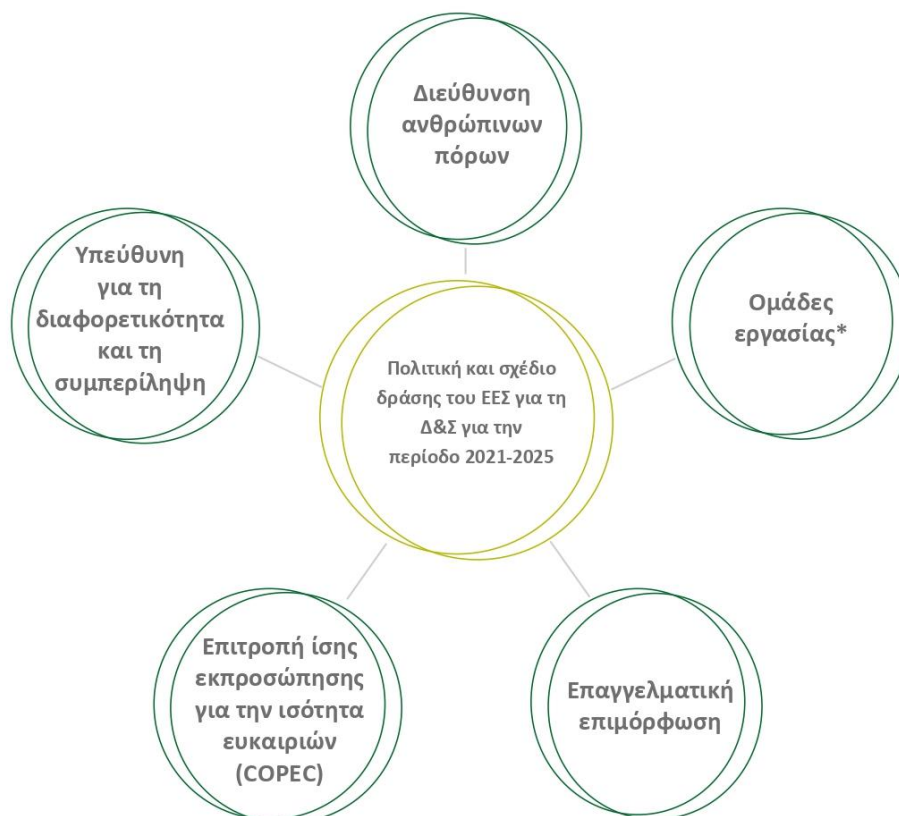 Διεύθυνση
ανθρώπινων
πόρων
Υπεύθυνη
για τη
διαφορετικότητα
και τη
συμπερίληψη
Ομάδες
εργασίας*
Πολιτική και σχέδιο
δράσης του ΕΕΣ για τη
Δ&Σ για την
περίοδο 2021-2025
Επιτροπή ίσης
εκπροσώπησης
για την ισότητα
ευκαιριών
(COPEC)
Επαγγελματική
επιμόρφωση